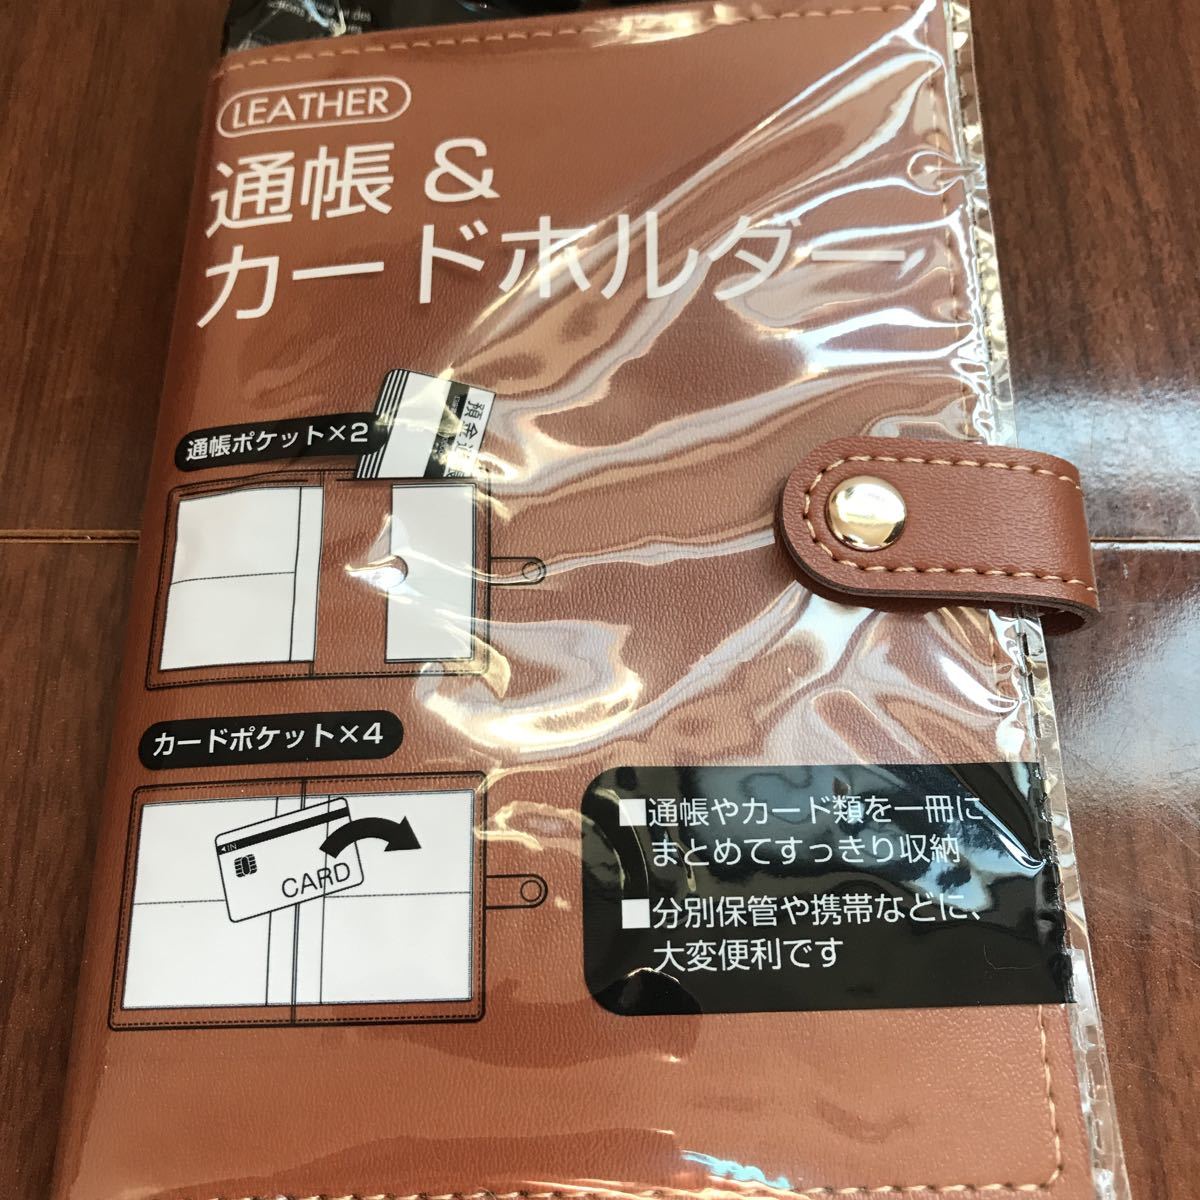 LEATHER
通帳 &
カードホルダー
通帳ポケット×2
カードポケット×4
IN
CARD
■通帳やカード類を一冊に
まとめてすっきり収納
■分別保管や携帯などに、
大変便利です